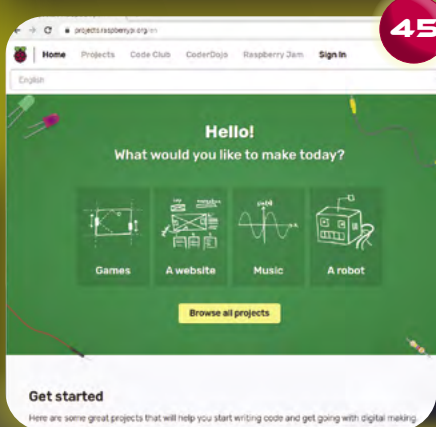 45
projects.raspberrypi.org/en
Home Projects Code Club CoderDojo Raspberry Jam Sign In
English
Hello!
What would you like to make today?
Games A website Music A robot
Browse all projects
Get started
Here are some great projects that will help you start writing code and get going with digital making.